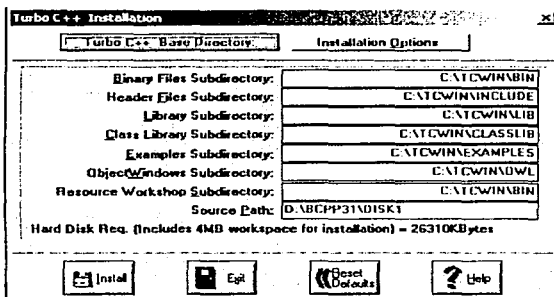 Turbo C++ Installation
Turbo C++ Base Directory: Installation Options
Binary Files Subdirectory: C:\TCWIN\BIN
Header Files Subdirectory: C:\TCWIN\INCLUDE
Library Subdirectory: C:\TCWIN\LIB
Class Library Subdirectory: C:\TCWIN\CLASSLIB
Examples Subdirectory: C:\TCWIN\EXAMPLES
ObjectWindows Subdirectory: C:\TCWIN\OWL
Resource Workshop Subdirectory: C:\TCWIN\BIN
Source Path: D:\BCPP31\DISK1
Hard Disk Req. (Includes 4MB workspace for installation) = 26310KBytes
Install Exit Reset Defaults ? Help